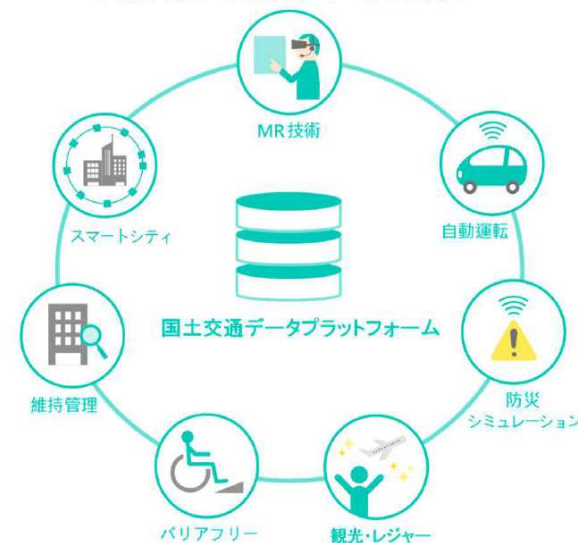 MR技術
自動運転
スマートシティ
国土交通データプラットフォーム
維持管理
防災
シミュレーション
バリアフリー
観光・レジャー